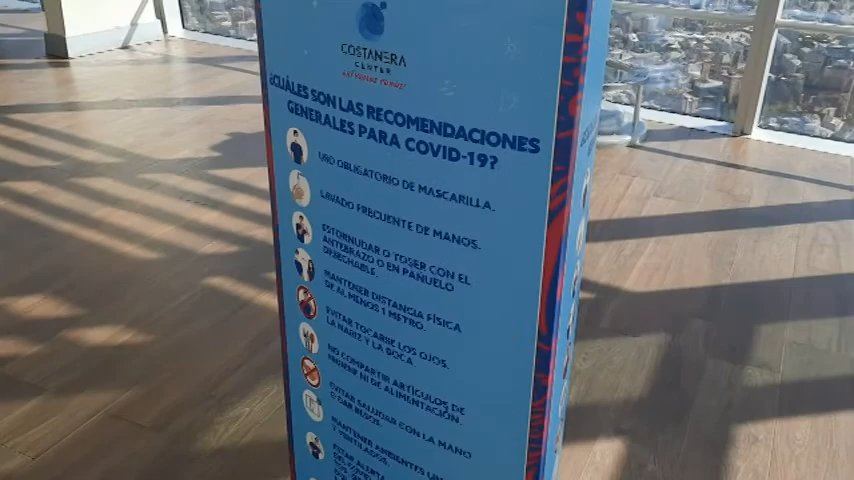 COSTANERA
CENTER
¿CUÁLES SON LAS RECOMENDACIONES
GENERALES PARA COVID-19?
USO OBLIGATORIO DE MASCARILLA.
LAVADO FRECUENTE DE MANOS.
ESTORNUDAR O TOSER CON EL
ANTEBRAZO O EN PAÑUELO
DESECHABLE.
MANTENER DISTANCIA FÍSICA
DE AL MENOS 1 METRO.
EVITAR TOCARSE LOS OJOS,
LA NARIZ Y LA BOCA.
NO COMPARTIR ARTÍCULOS DE
HIGIENE NI DE ALIMENTACIÓN.
EVITAR SALUDAR CON LA MANO
O DAR BESOS.
MANTENER AMBIENTES
Y VENTILADOS.